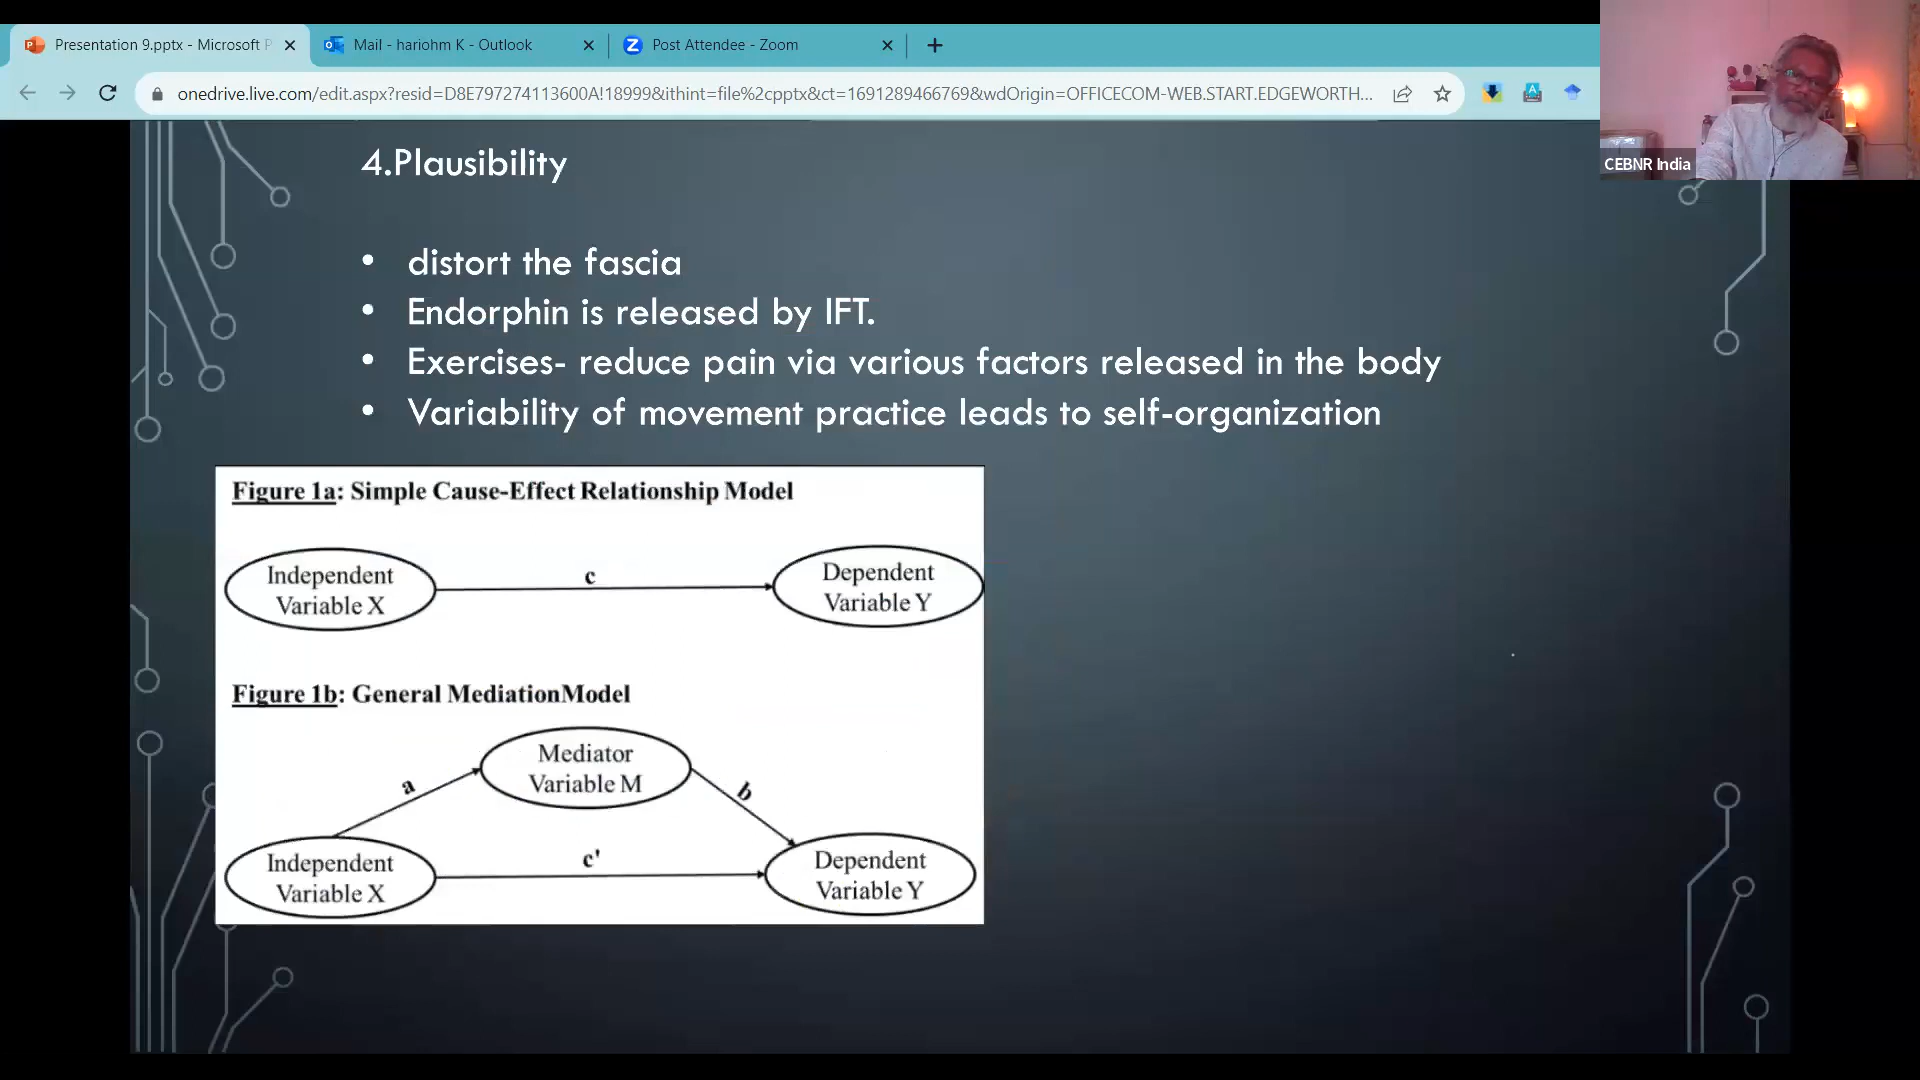 Presentation 9.pptx - Microsoft P
Mail - hariohm K - Outlook
Post Attendee - Zoom
onedrive.live.com/edit.aspx?resid=D8E797274113600A!18999&ithint=file%2cpptx&ct=1691289466769&wdOrigin=OFFICECOM-WEB.START.EDGEWORTH...
CEBNR India
4.Plausibility
• distort the fascia
• Endorphin is released by IFT.
• Exercises- reduce pain via various factors released in the body
• Variability of movement practice leads to self-organization
Figure 1a: Simple Cause-Effect Relationship Model
Independent
Variable X
c
Dependent
Variable Y
Figure 1b: General MediationModel
Mediator
Variable M
a
b
Independent
Variable X
c'
Dependent
Variable Y